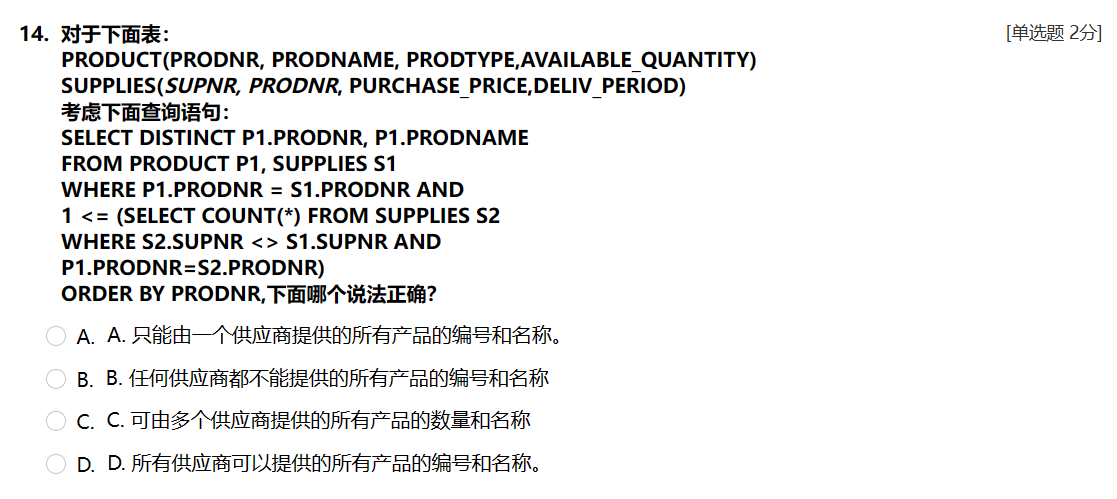 14. 对于下面表： [单选题 2分]
PRODUCT(PRODNR, PRODNAME, PRODTYPE,AVAILABLE_QUANTITY)
SUPPLIES(SUPNR, PRODNR, PURCHASE_PRICE,DELIV_PERIOD)
考虑下面查询语句：
SELECT DISTINCT P1.PRODNR, P1.PRODNAME
FROM PRODUCT P1, SUPPLIES S1
WHERE P1.PRODNR = S1.PRODNR AND
1 <= (SELECT COUNT(*) FROM SUPPLIES S2
WHERE S2.SUPNR <> S1.SUPNR AND
P1.PRODNR=S2.PRODNR)
ORDER BY PRODNR,下面哪个说法正确？
A. A. 只能由一个供应商提供的所有产品的编号和名称。
B. B. 任何供应商都不能提供的所有产品的编号和名称
C. C. 可由多个供应商提供的所有产品的数量和名称
D. D. 所有供应商可以提供的所有产品的编号和名称。